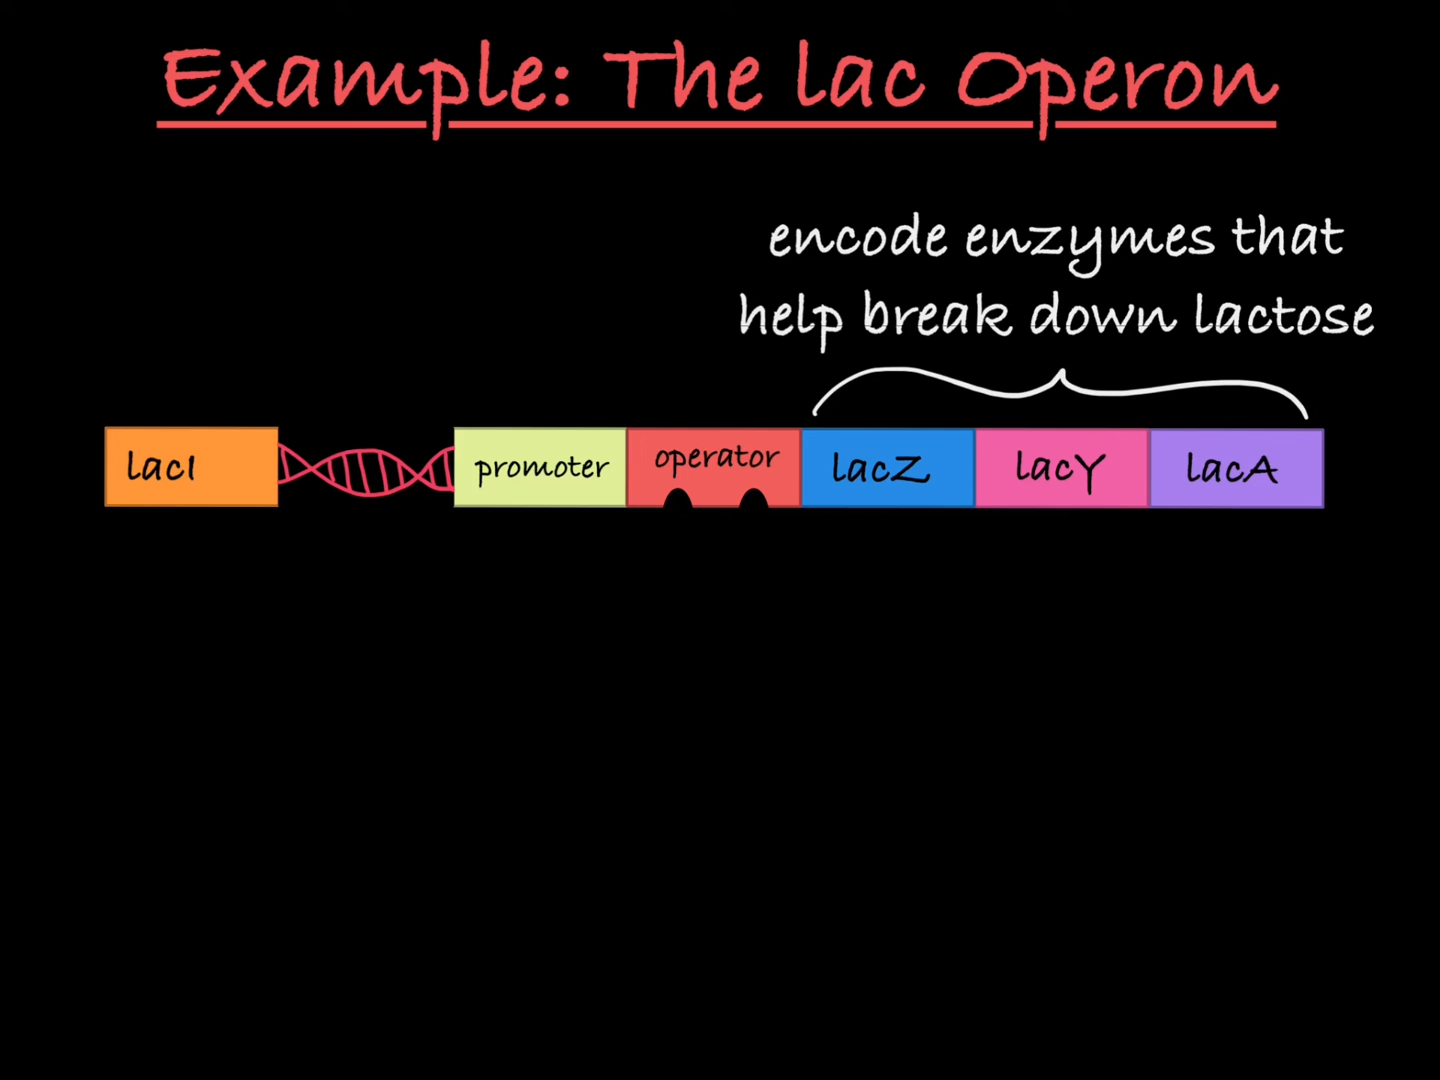 Example: The lac Operon
encode enzymes that
help break down lactose
lacI promoter operator lacZ lacY lacA